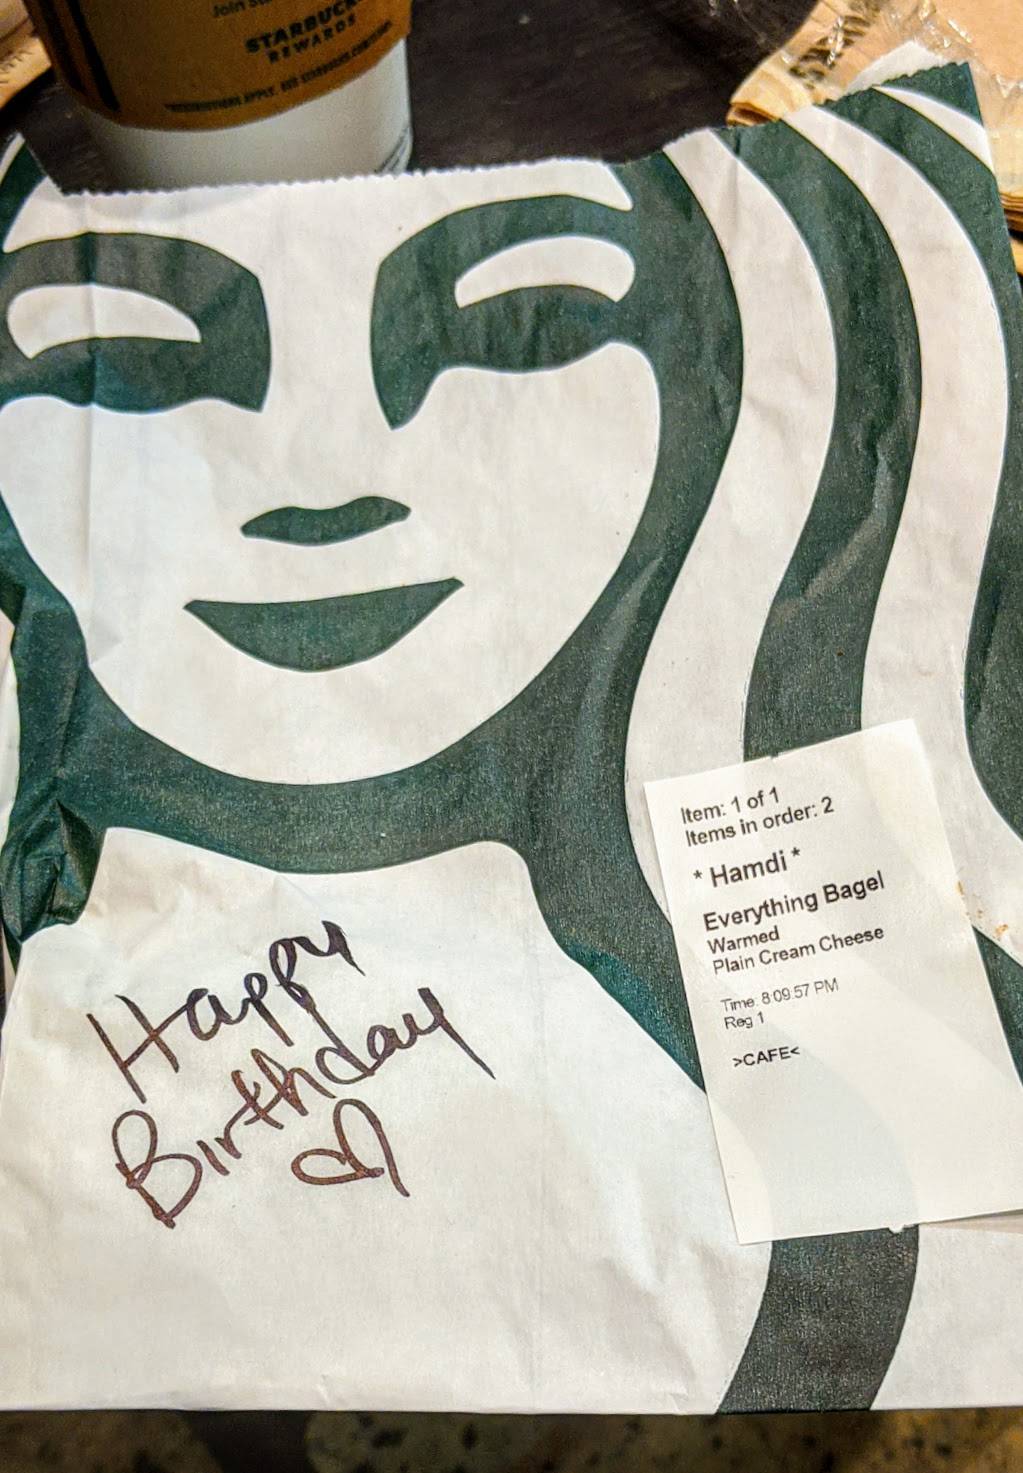 Join
STARBUCKS
REWARDS
Item: 1 of 1
Items in order: 2
* Hamdi *
Everything Bagel
Warmed
Plain Cream Cheese
Time: 8:09:57 PM
Reg 1
>CAFE<
Happy
Birthday